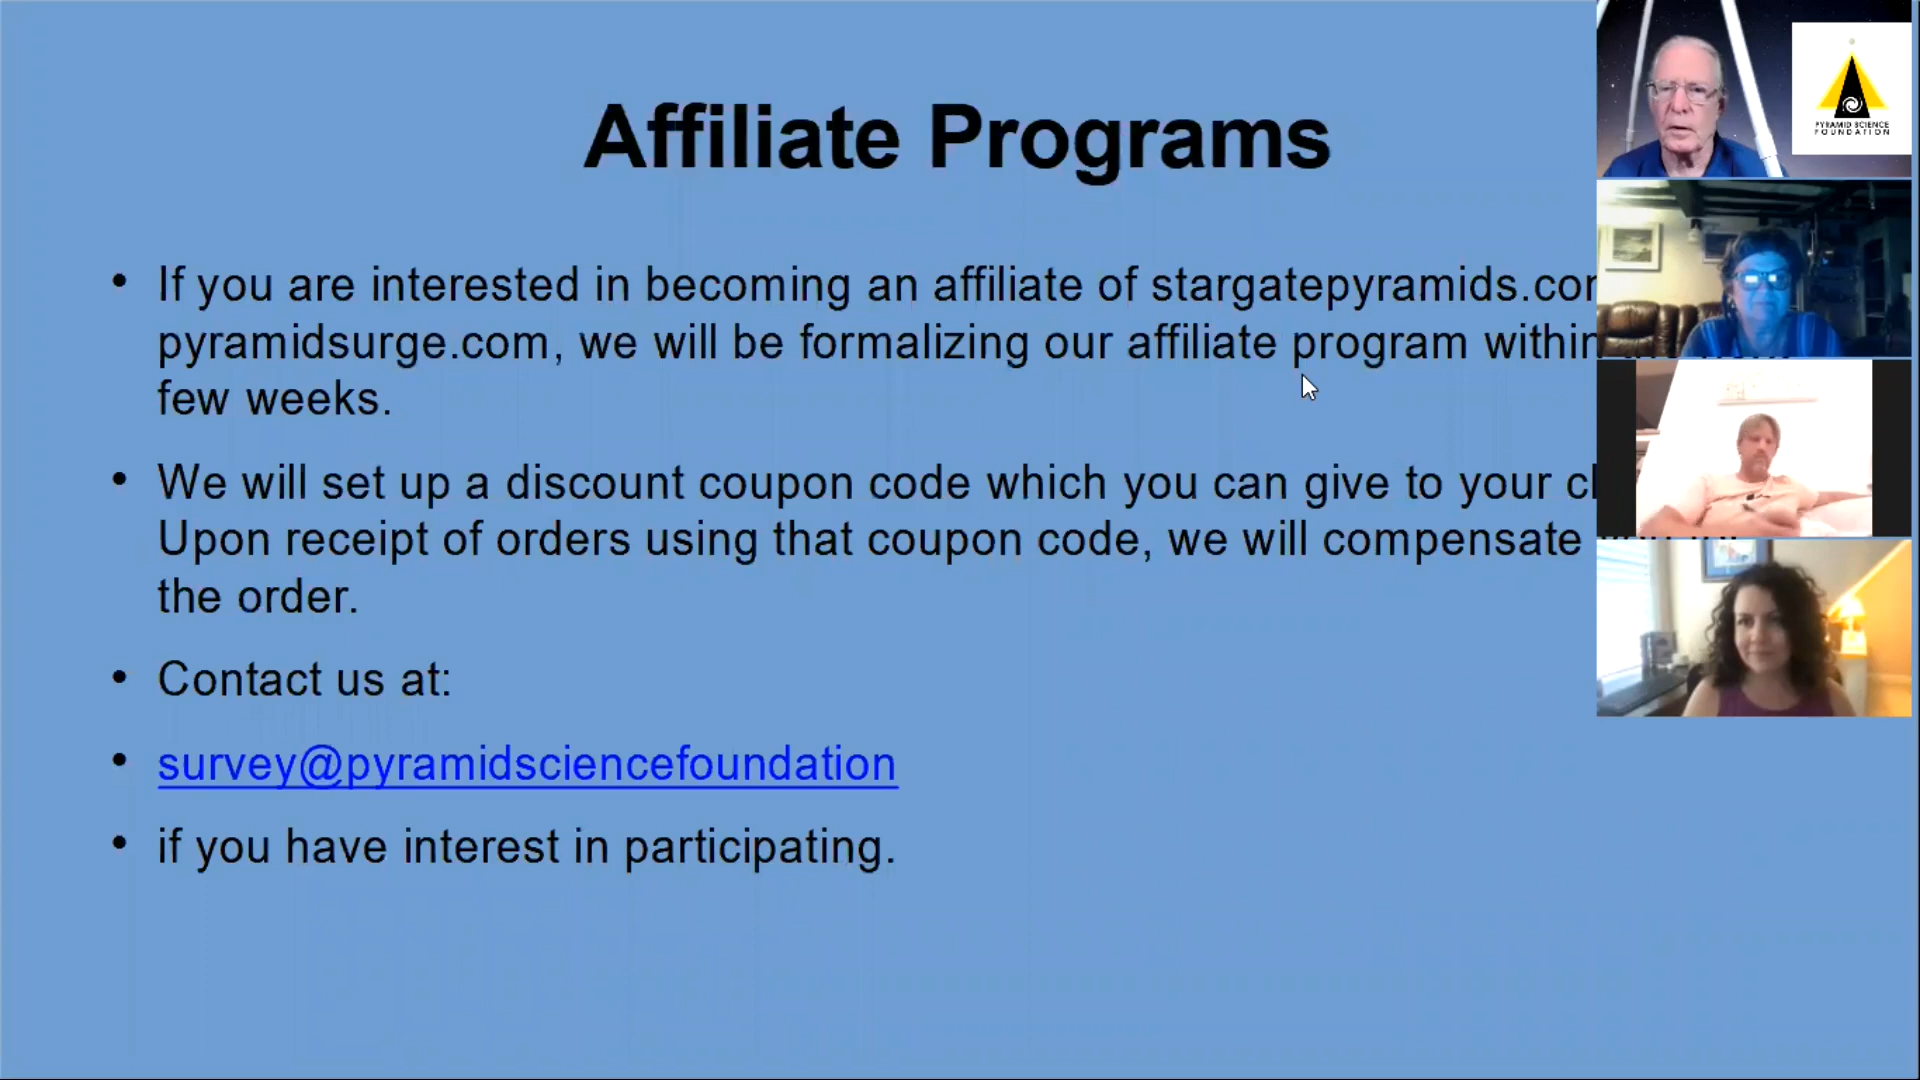 Affiliate Programs
• If you are interested in becoming an affiliate of stargatepyramids.com
pyramidsurge.com, we will be formalizing our affiliate program within
few weeks.
• We will set up a discount coupon code which you can give to your
Upon receipt of orders using that coupon code, we will compensate
the order.
• Contact us at:
• survey@pyramidsciencefoundation
• if you have interest in participating.
PYRAMID SCIENCE
FOUNDATION